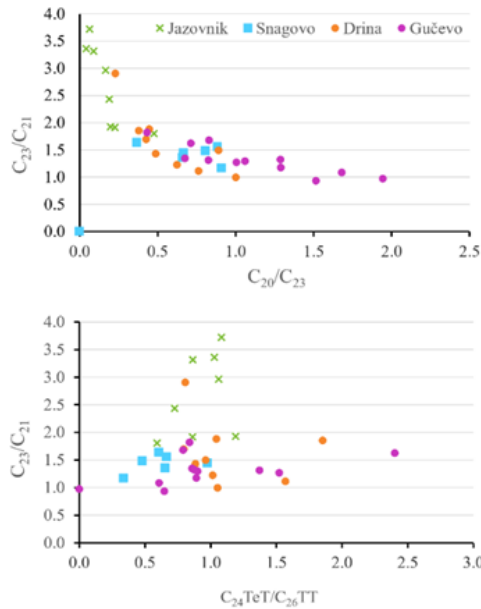 × Jazovnik ■ Snagovo ● Drina ● Gučevo
4.0
3.5
3.0
2.5
2.0
1.5
1.0
0.5
0.0
C₂₃/C₂₁
0.0 0.5 1.0 1.5 2.0 2.5
C₂₀/C₂₃
4.0
3.5
3.0
2.5
2.0
1.5
1.0
0.5
0.0
C₂₃/C₂₁
0.0 0.5 1.0 1.5 2.0 2.5 3.0
C₂₄TeT/C₂₆TT